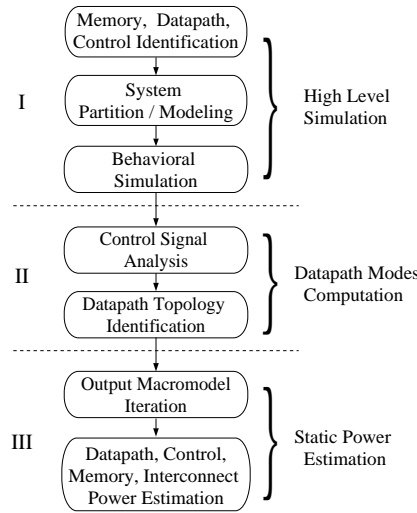 Memory, Datapath,
Control Identification
I
System
Partition / Modeling
High Level
Simulation
Behavioral
Simulation
Control Signal
Analysis
II
Datapath Modes
Computation
Datapath Topology
Identification
Output Macromodel
Iteration
III
Static Power
Estimation
Datapath, Control,
Memory, Interconnect
Power Estimation